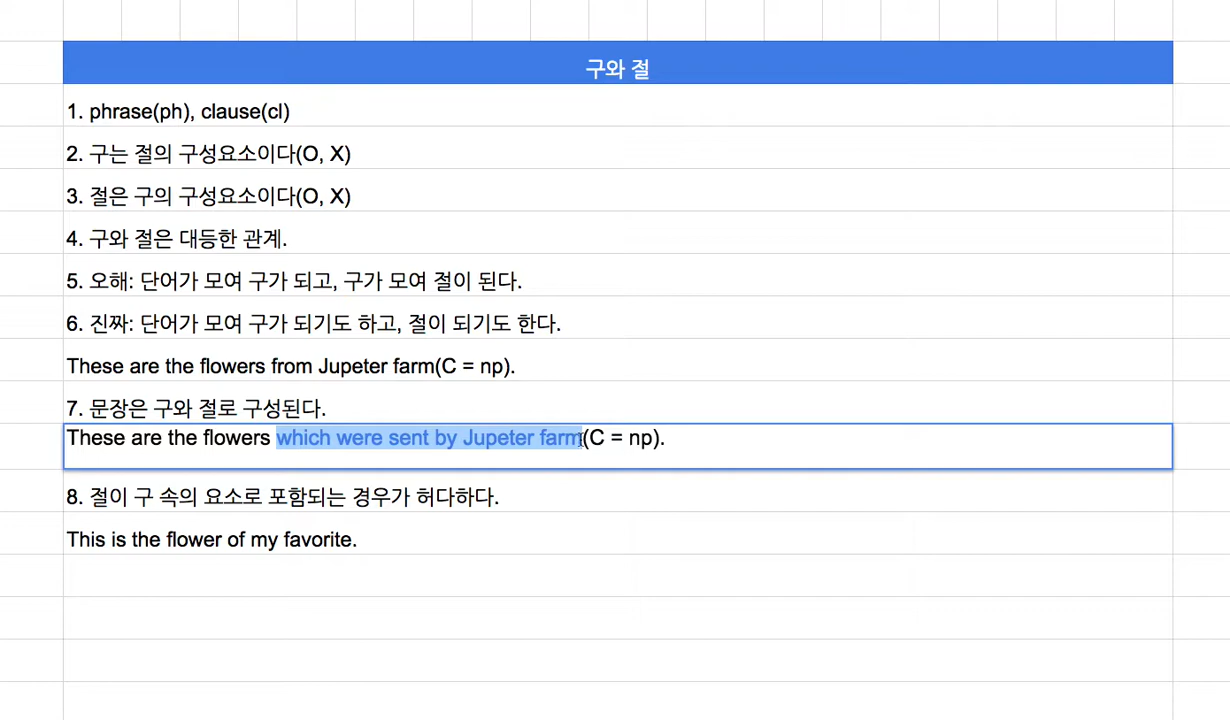 구와 절
1. phrase(ph), clause(cl)
2. 구는 절의 구성요소이다(O, X)
3. 절은 구의 구성요소이다(O, X)
4. 구와 절은 대등한 관계.
5. 오해: 단어가 모여 구가 되고, 구가 모여 절이 된다.
6. 진짜: 단어가 모여 구가 되기도 하고, 절이 되기도 한다.
These are the flowers from Jupeter farm(C = np).
7. 문장은 구와 절로 구성된다.
These are the flowers which were sent by Jupeter farm(C = np).
8. 절이 구 속의 요소로 포함되는 경우가 허다하다.
This is the flower of my favorite.